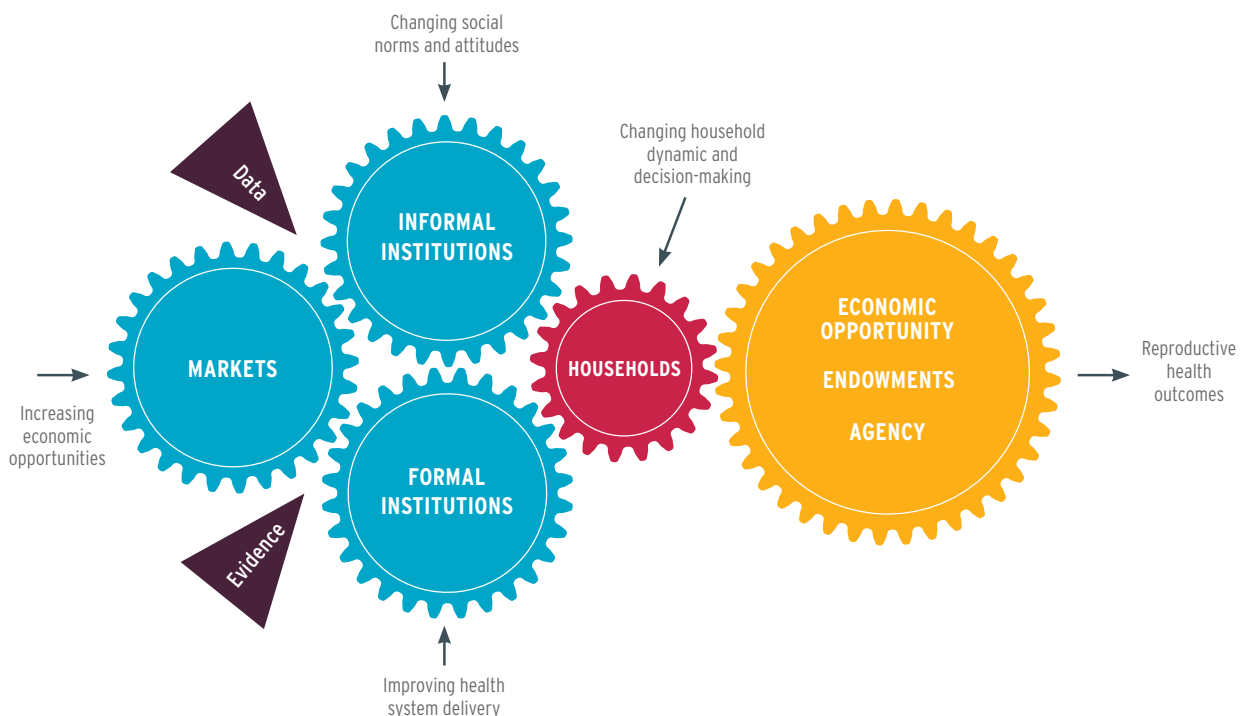 Changing social
norms and attitudes
Data
INFORMAL
INSTITUTIONS
Changing household
dynamic and
decision-making
MARKETS
HOUSEHOLDS
ECONOMIC
OPPORTUNITY
ENDOWMENTS
AGENCY
Reproductive
health
outcomes
Increasing
economic
opportunities
FORMAL
INSTITUTIONS
Evidence
Improving health
system delivery